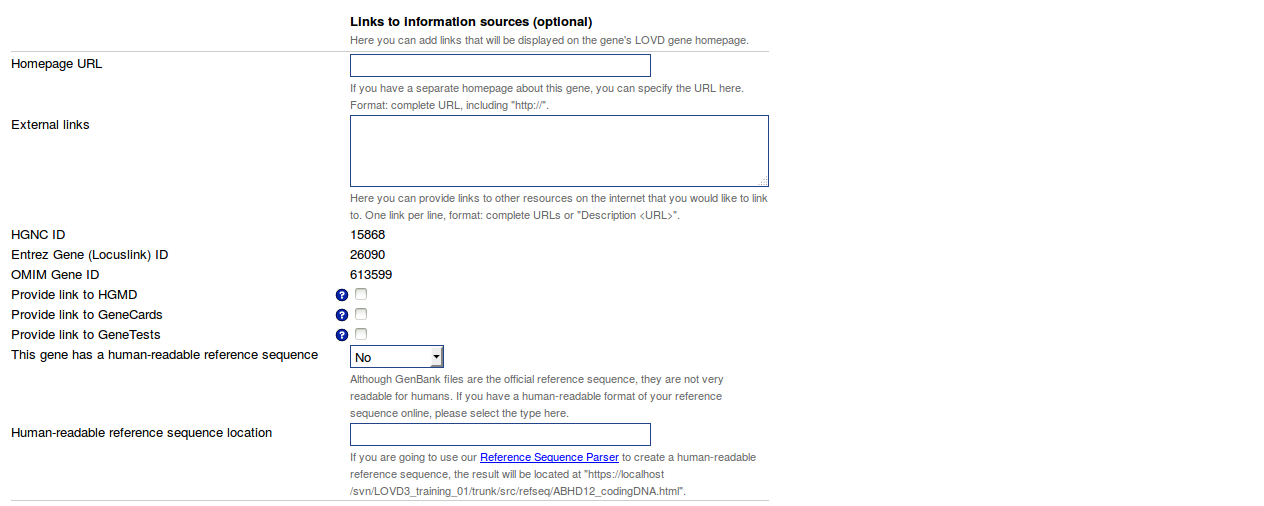 Links to information sources (optional)
Here you can add links that will be displayed on the gene's LOVD gene homepage.
Homepage URL
If you have a separate homepage about this gene, you can specify the URL here.
Format: complete URL, including "http://".
External links
Here you can provide links to other resources on the internet that you would like to link
to. One link per line, format: complete URLs or "Description <URL>".
HGNC ID 15868
Entrez Gene (Locuslink) ID 26090
OMIM Gene ID 613599
Provide link to HGMD ?
Provide link to GeneCards ?
Provide link to GeneTests ?
This gene has a human-readable reference sequence No
Although GenBank files are the official reference sequence, they are not very
readable for humans. If you have a human-readable format of your reference
sequence online, please select the type here.
Human-readable reference sequence location
If you are going to use our Reference Sequence Parser to create a human-readable
reference sequence, the result will be located at "https://localhost
/svn/LOVD3_training_01/trunk/src/refseq/ABHD12_codingDNA.html".